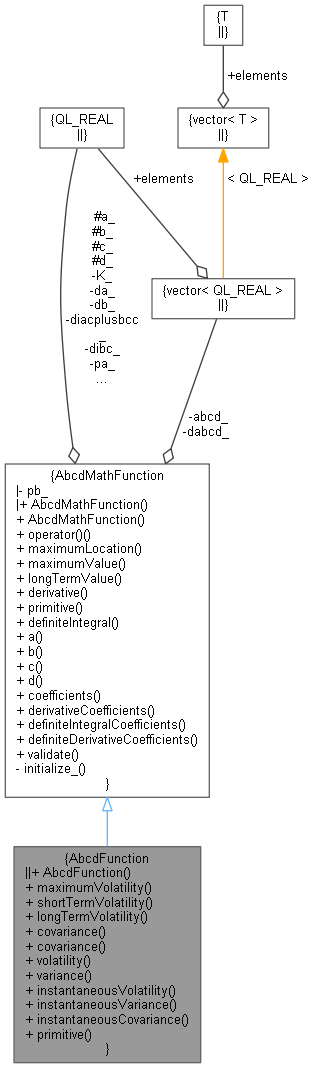 {T
||}
+elements
{QL_REAL
||}
{vector< T >
||}
+elements
< QL_REAL >
#a_
#b_
#c_
#d_
-K_
-da_
-db_
-diacplusbcc
_
-dibc_
-pa_
...
{vector< QL_REAL >
||}
-abcd_
-dabcd_
{AbcdMathFunction
|- pb_
|+ AbcdMathFunction()
+ AbcdMathFunction()
+ operator()()
+ maximumLocation()
+ maximumValue()
+ longTermValue()
+ derivative()
+ primitive()
+ definiteIntegral()
+ a()
+ b()
+ c()
+ d()
+ coefficients()
+ derivativeCoefficients()
+ definiteIntegralCoefficients()
+ definiteDerivativeCoefficients()
+ validate()
- initialize_()
}
{AbcdFunction
||+ AbcdFunction()
+ maximumVolatility()
+ shortTermVolatility()
+ longTermVolatility()
+ covariance()
+ covariance()
+ volatility()
+ variance()
+ instantaneousVolatility()
+ instantaneousVariance()
+ instantaneousCovariance()
+ primitive()
}